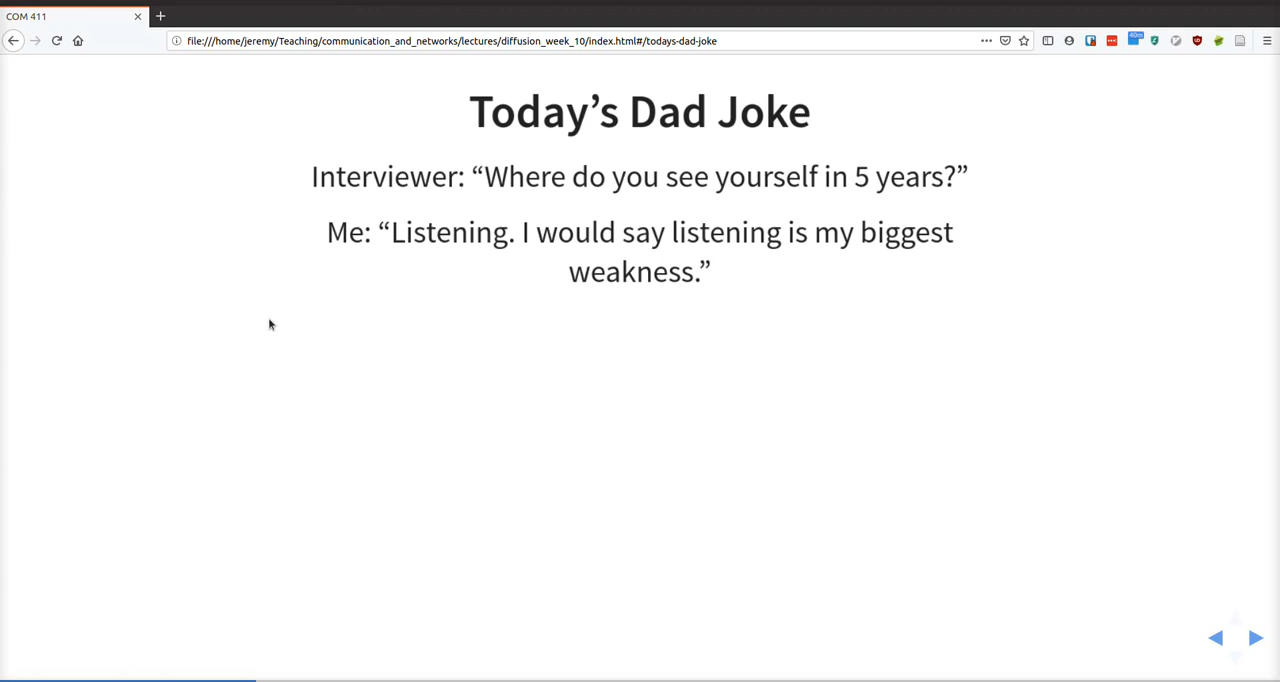 COM 411
file:///home/jeremy/Teaching/communication_and_networks/lectures/diffusion_week_10/index.html#/todays-dad-joke
40m
Today’s Dad Joke
Interviewer: “Where do you see yourself in 5 years?”
Me: “Listening. I would say listening is my biggest
weakness.”